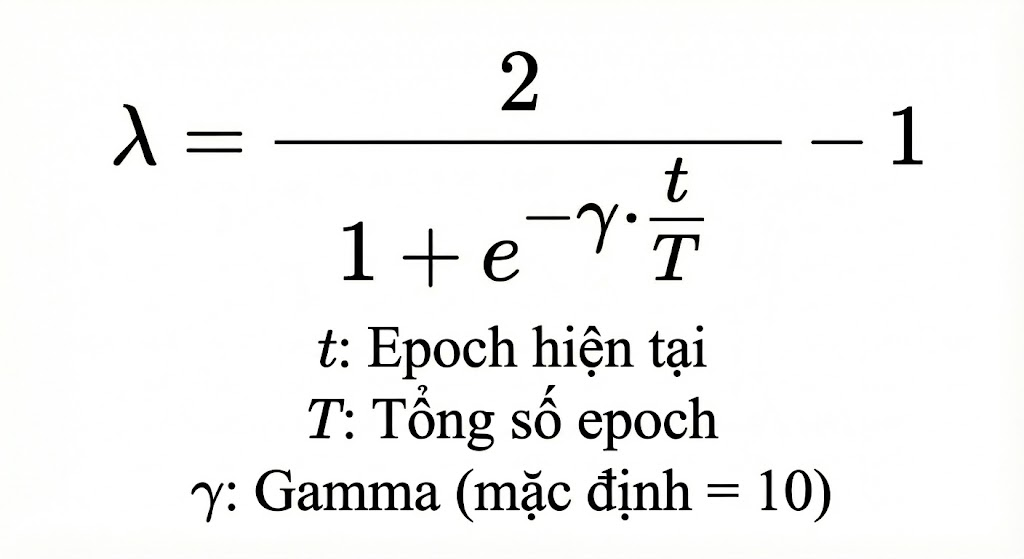 λ = 2 / (1 + e^(−γ·t/T)) − 1
t: Epoch hiện tại
T: Tổng số epoch
γ: Gamma (mặc định = 10)